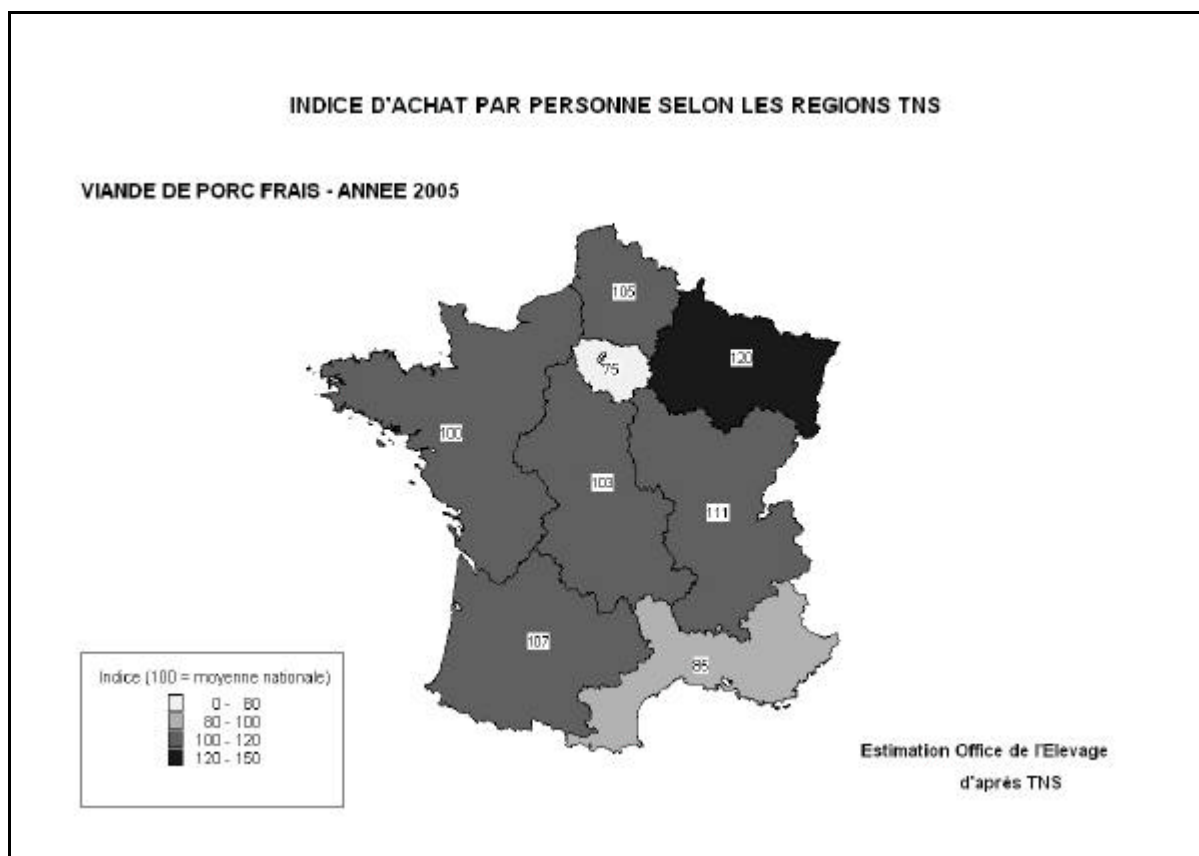 INDICE D'ACHAT PAR PERSONNE SELON LES REGIONS TNS
VIANDE DE PORC FRAIS - ANNEE 2005
105
120
75
100
103
111
107
85
Indice (100 = moyenne nationale)
0 - 80
80 - 100
100 - 120
120 - 150
Estimation Office de l'Elevage
d'après TNS